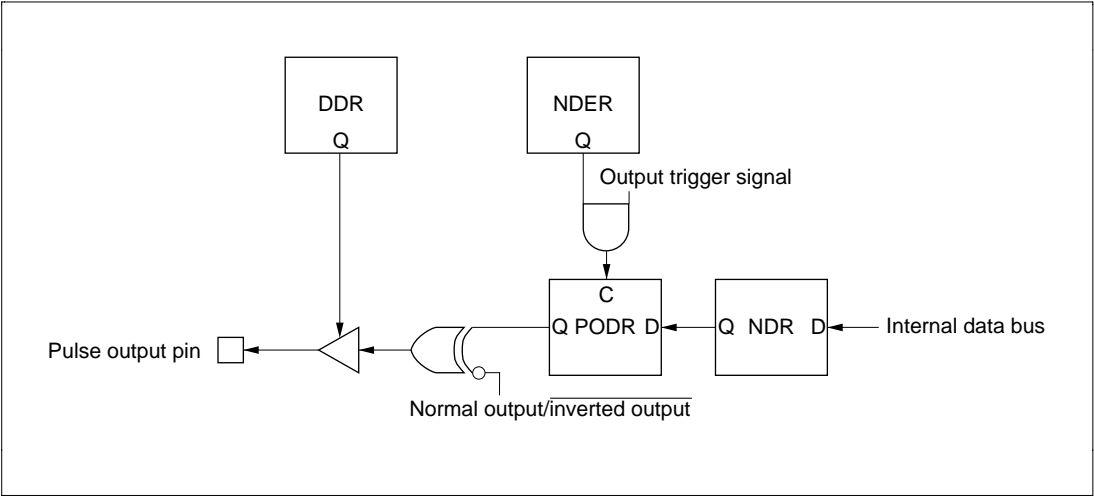 DDR
Q
NDER
Q
Output trigger signal
C
Q PODR D
Q NDR D
Internal data bus
Pulse output pin
Normal output/inverted output